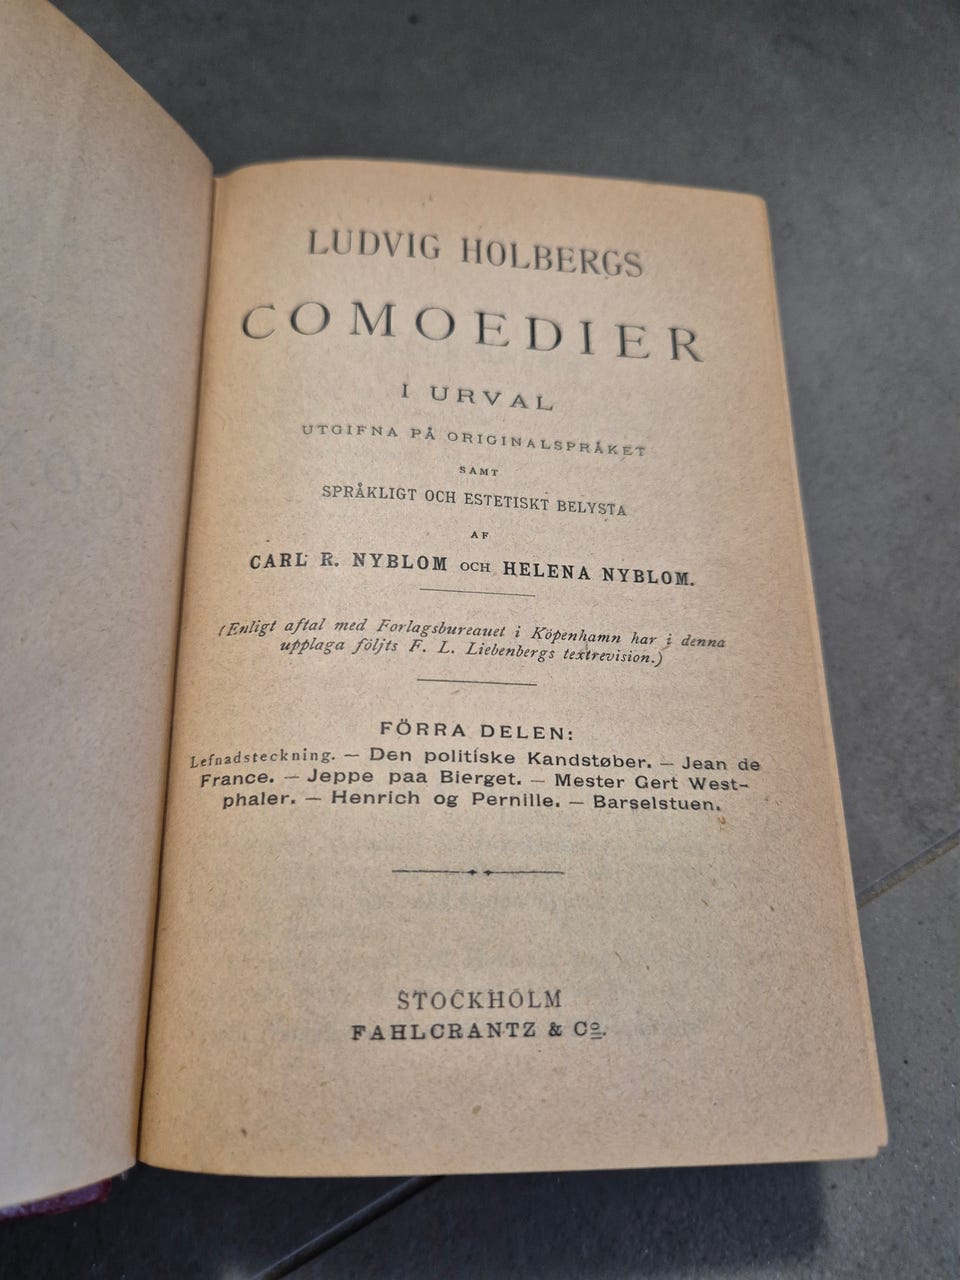 LUDVIG HOLBERGS
COMOEDIER
I URVAL
UTGIFNA PÅ ORIGINALSPRÅKET
SAMT
SPRÅKLIGT OCH ESTETISKT BELYSTA
AF
CARL R. NYBLOM OCH HELENA NYBLOM.
(Enligt aftal med Forlagsbureauet i Köpenhamn har i denna
upplaga följts F. L. Liebenbergs textrevision.)
FÖRRA DELEN:
Lefnadsteckning. — Den politiske Kandstøber. — Jean de
France. — Jeppe paa Bierget. — Mester Gert West-
phaler. — Henrich og Pernille. — Barselstuen.
STOCKHOLM
FAHLCRANTZ & Cº.